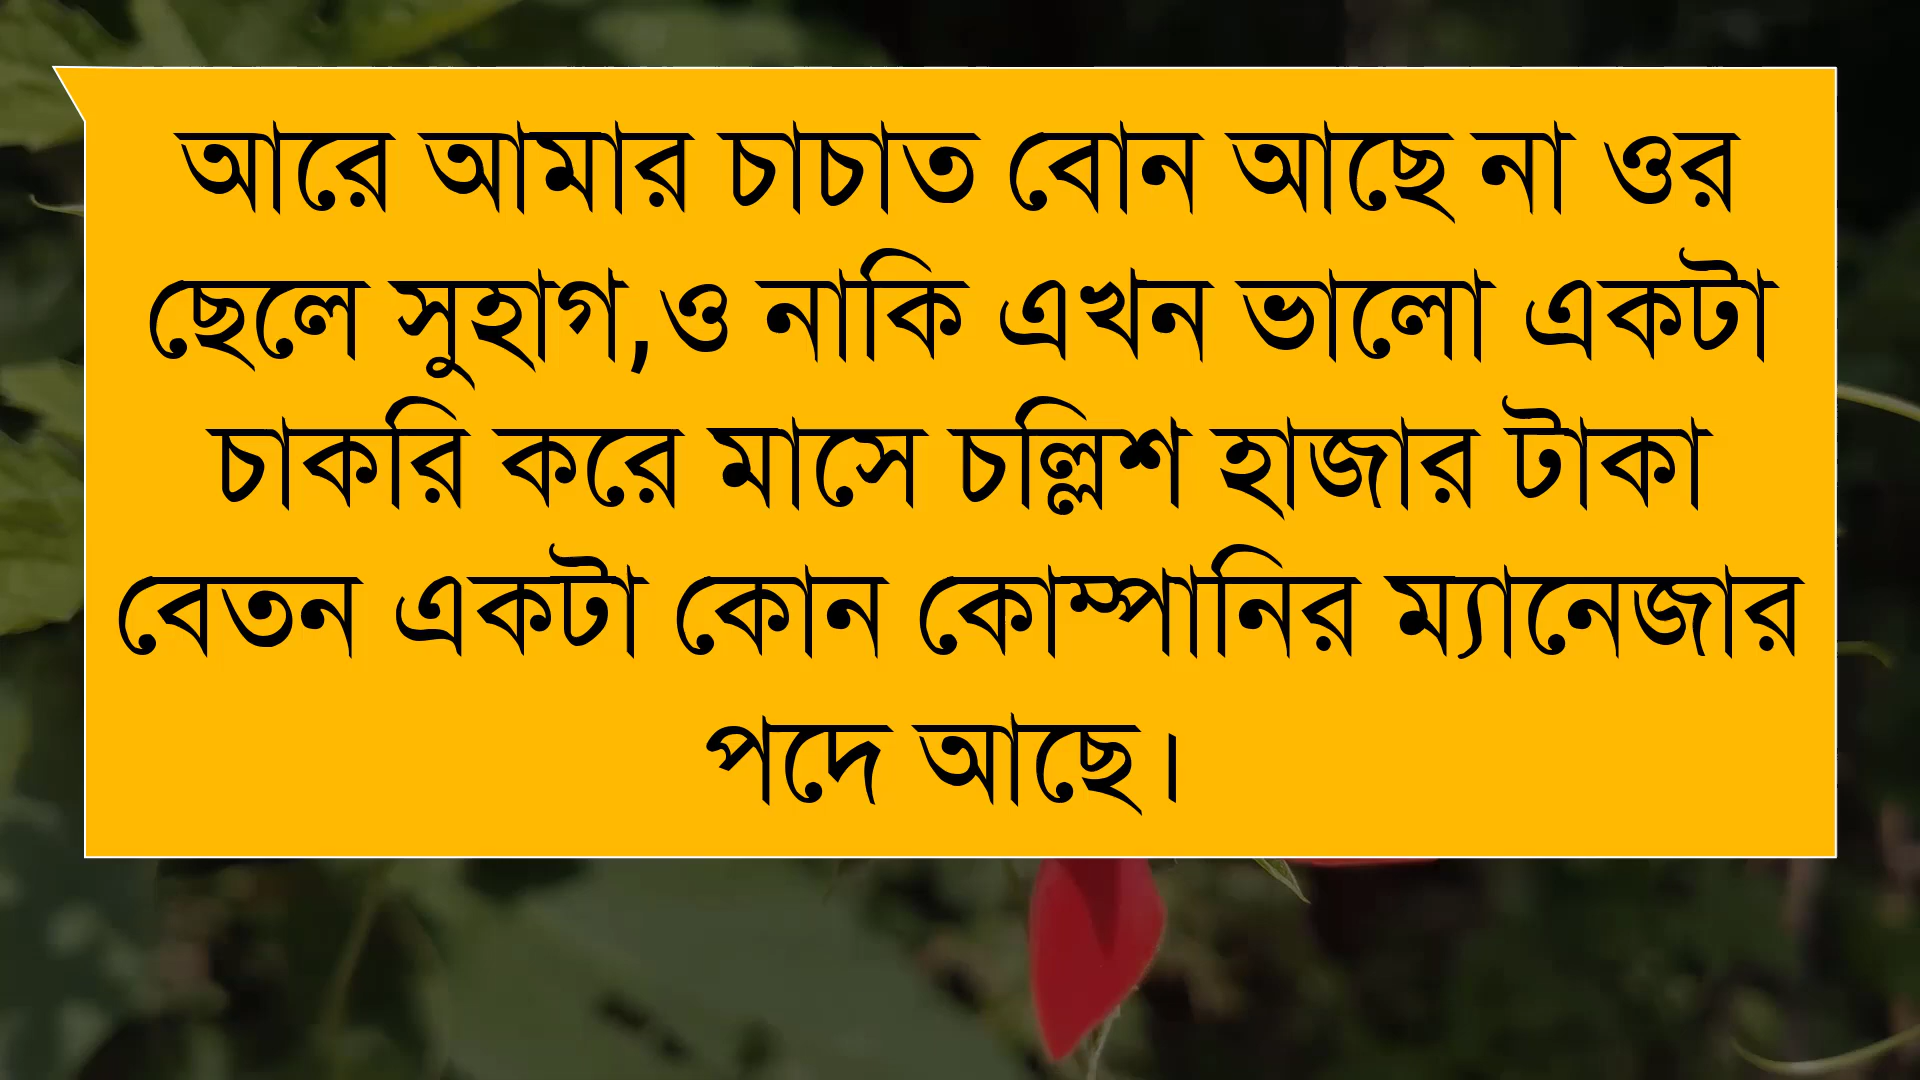 আরে আমার চাচাত বোন আছে না ওর
ছেলে সুহাগ,ও নাকি এখন ভালো একটা
চাকরি করে মাসে চল্লিশ হাজার টাকা
বেতন একটা কোন কোম্পানির ম্যানেজার
পদে আছে।